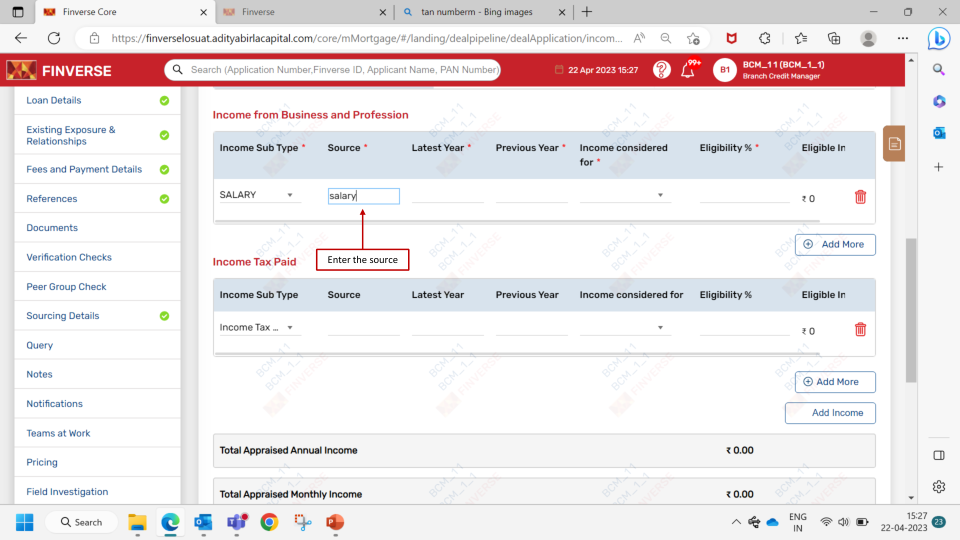 Finverse Core
Finverse
tan numberm - Bing images
https://finverselosuat.adityabirlacapital.com/core/mMortgage/#/landing/dealpipeline/dealApplication/incom...
FINVERSE
Search (Application Number,Finverse ID, Applicant Name, PAN Number)
22 Apr 2023 15:27
99+
B1
BCM_11 (BCM_1_1)
Branch Credit Manager
Loan Details
Existing Exposure &
Relationships
Fees and Payment Details
References
Documents
Verification Checks
Peer Group Check
Sourcing Details
Query
Notes
Notifications
Teams at Work
Pricing
Field Investigation
Income from Business and Profession
Income Sub Type * Source * Latest Year * Previous Year * Income considered for * Eligibility % * Eligible In
SALARY salary ₹ 0
Add More
Enter the source
Income Tax Paid
Income Sub Type Source Latest Year Previous Year Income considered for Eligibility % Eligible In
Income Tax ... ₹ 0
Add More
Add Income
Total Appraised Annual Income ₹ 0.00
Total Appraised Monthly Income ₹ 0.00
BCM_11
BCM_1_1
FINVERSE
Search
ENG
IN
15:27
22-04-2023
23